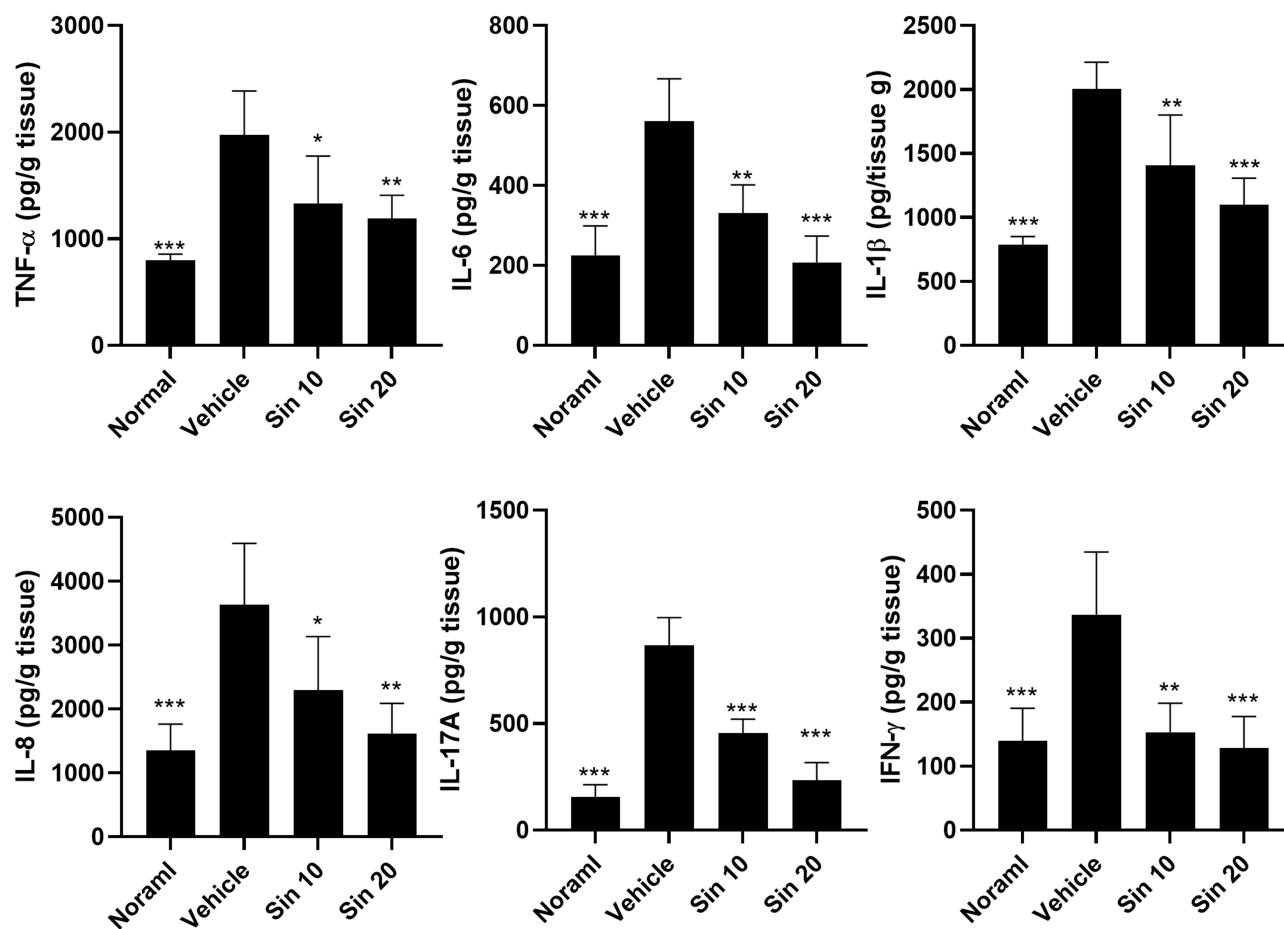 TNF-α (pg/g tissue)
3000
2000
1000
0
*
**
***
Normal
Vehicle
Sin 10
Sin 20
IL-6 (pg/g tissue)
800
600
400
200
0
***
**
***
Noraml
Vehicle
Sin 10
Sin 20
IL-1β (pg/tissue g)
2500
2000
1500
1000
500
0
***
**
***
Noraml
Vehicle
Sin 10
Sin 20
IL-8 (pg/g tissue)
5000
4000
3000
2000
1000
0
***
*
**
Noraml
Vehicle
Sin 10
Sin 20
IL-17A (pg/g tissue)
1500
1000
500
0
***
***
***
Noraml
Vehicle
Sin 10
Sin 20
IFN-γ (pg/g tissue)
500
400
300
200
100
0
***
**
***
Noraml
Vehicle
Sin 10
Sin 20